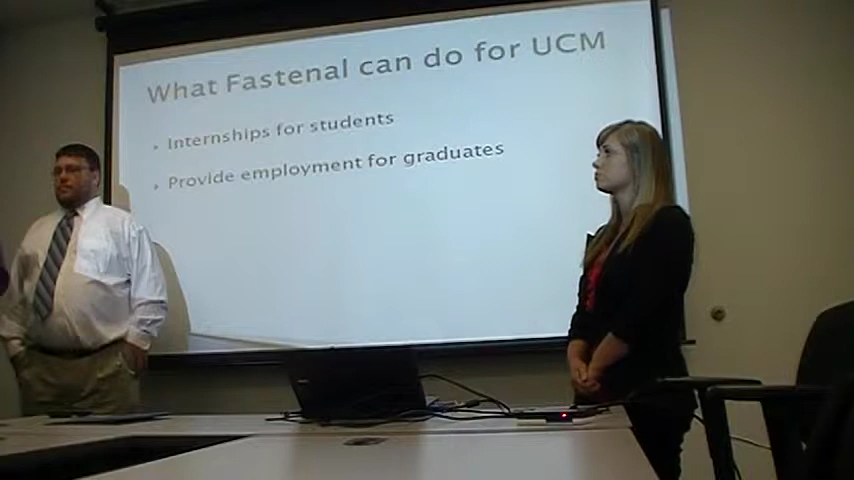 What Fastenal can do for UCM
Internships for students
Provide employment for graduates